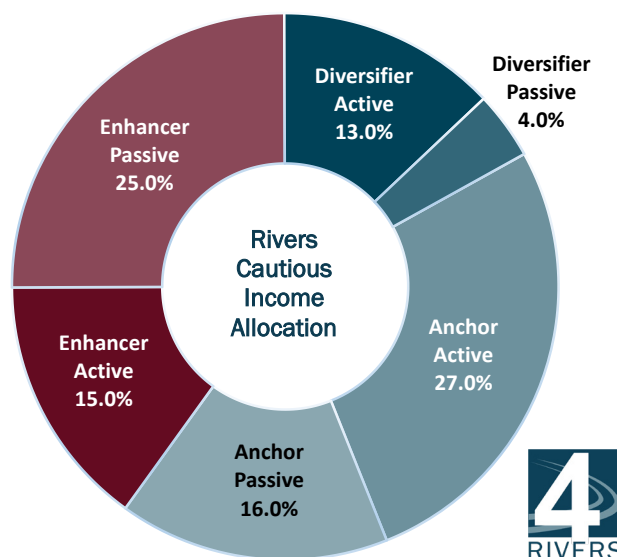 Diversifier
Active
13.0%
Diversifier
Passive
4.0%
Enhancer
Passive
25.0%
Rivers
Cautious
Income
Allocation
Anchor
Active
27.0%
Enhancer
Active
15.0%
Anchor
Passive
16.0%
4
RIVERS